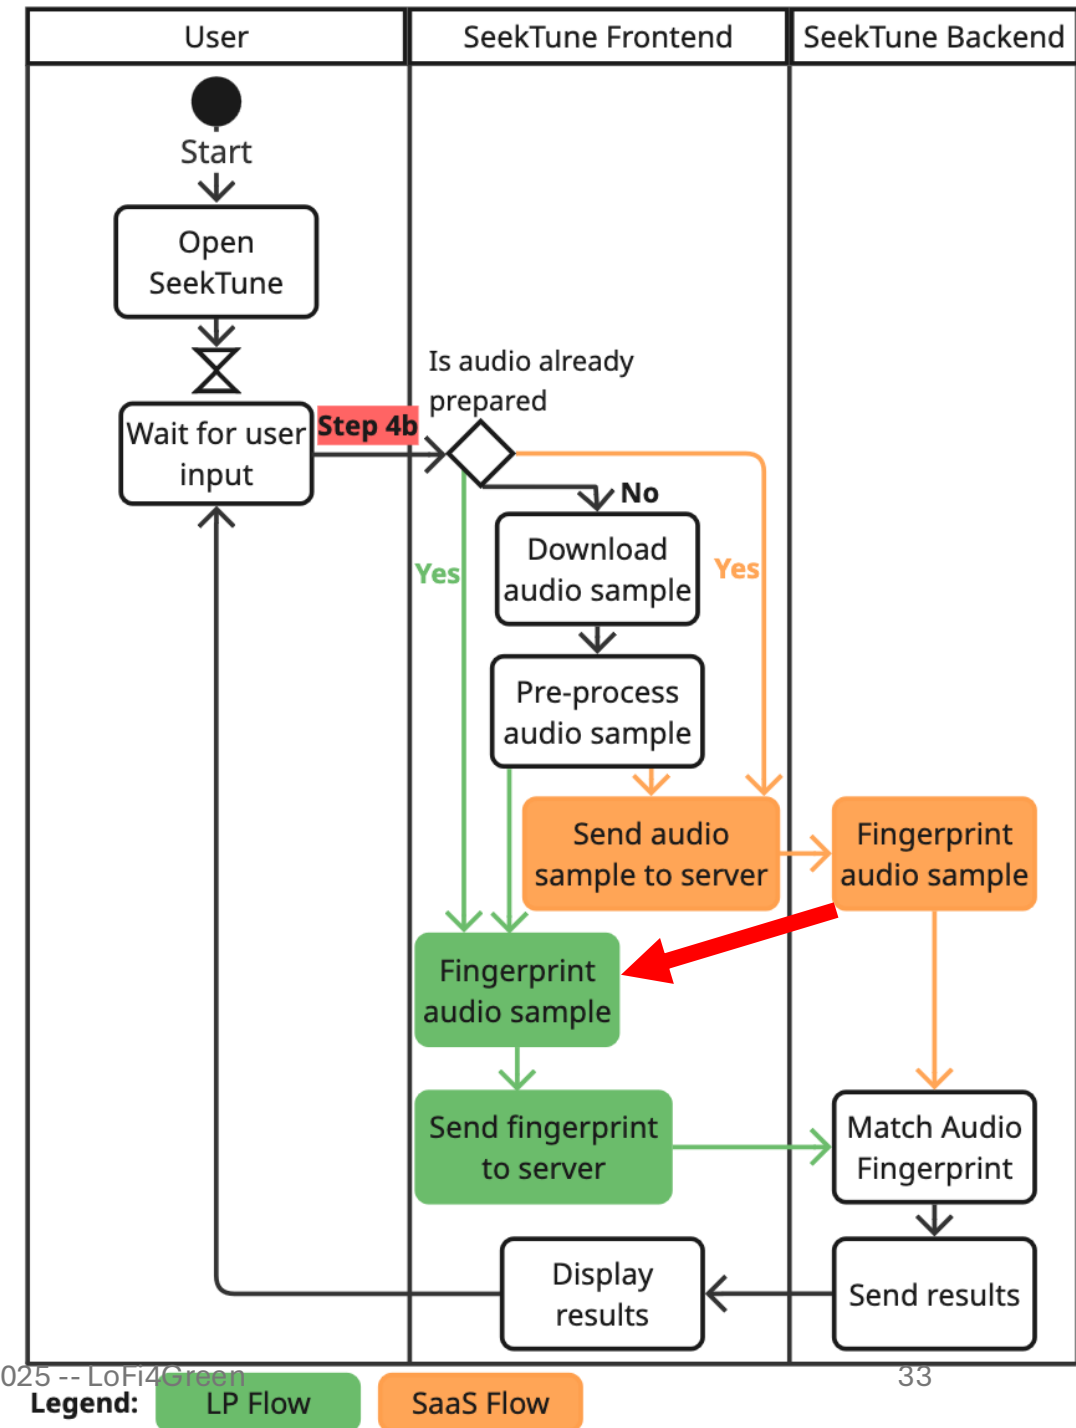 User
SeekTune Frontend
SeekTune Backend
Start
Open
SeekTune
Is audio already
prepared
Wait for user
input
Step 4b
No
Download
audio sample
Yes
Yes
Pre-process
audio sample
Send audio
sample to server
Fingerprint
audio sample
Fingerprint
audio sample
Send fingerprint
to server
Match Audio
Fingerprint
Display
results
Send results
025 -- LoFi4Green
33
Legend:
LP Flow
SaaS Flow